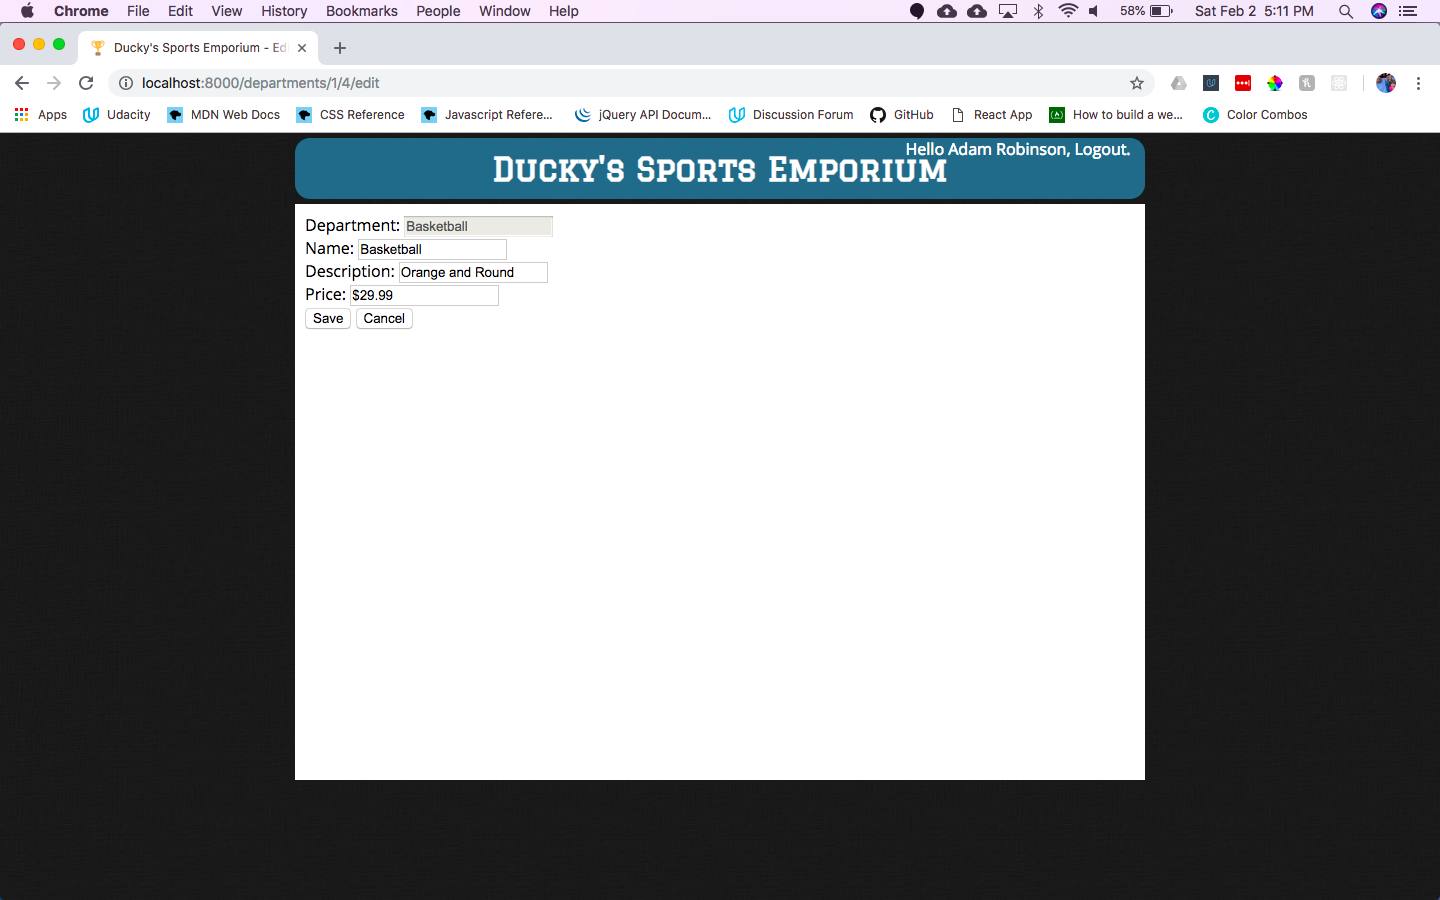 Chrome File Edit View History Bookmarks People Window Help 58% Sat Feb 2 5:11 PM
Ducky's Sports Emporium - Ed
localhost:8000/departments/1/4/edit
Apps Udacity MDN Web Docs CSS Reference Javascript Refere... jQuery API Docum... Discussion Forum GitHub React App How to build a we... Color Combos
Hello Adam Robinson, Logout.
Ducky's Sports Emporium
Department: Basketball
Name: Basketball
Description: Orange and Round
Price: $29.99
Save Cancel